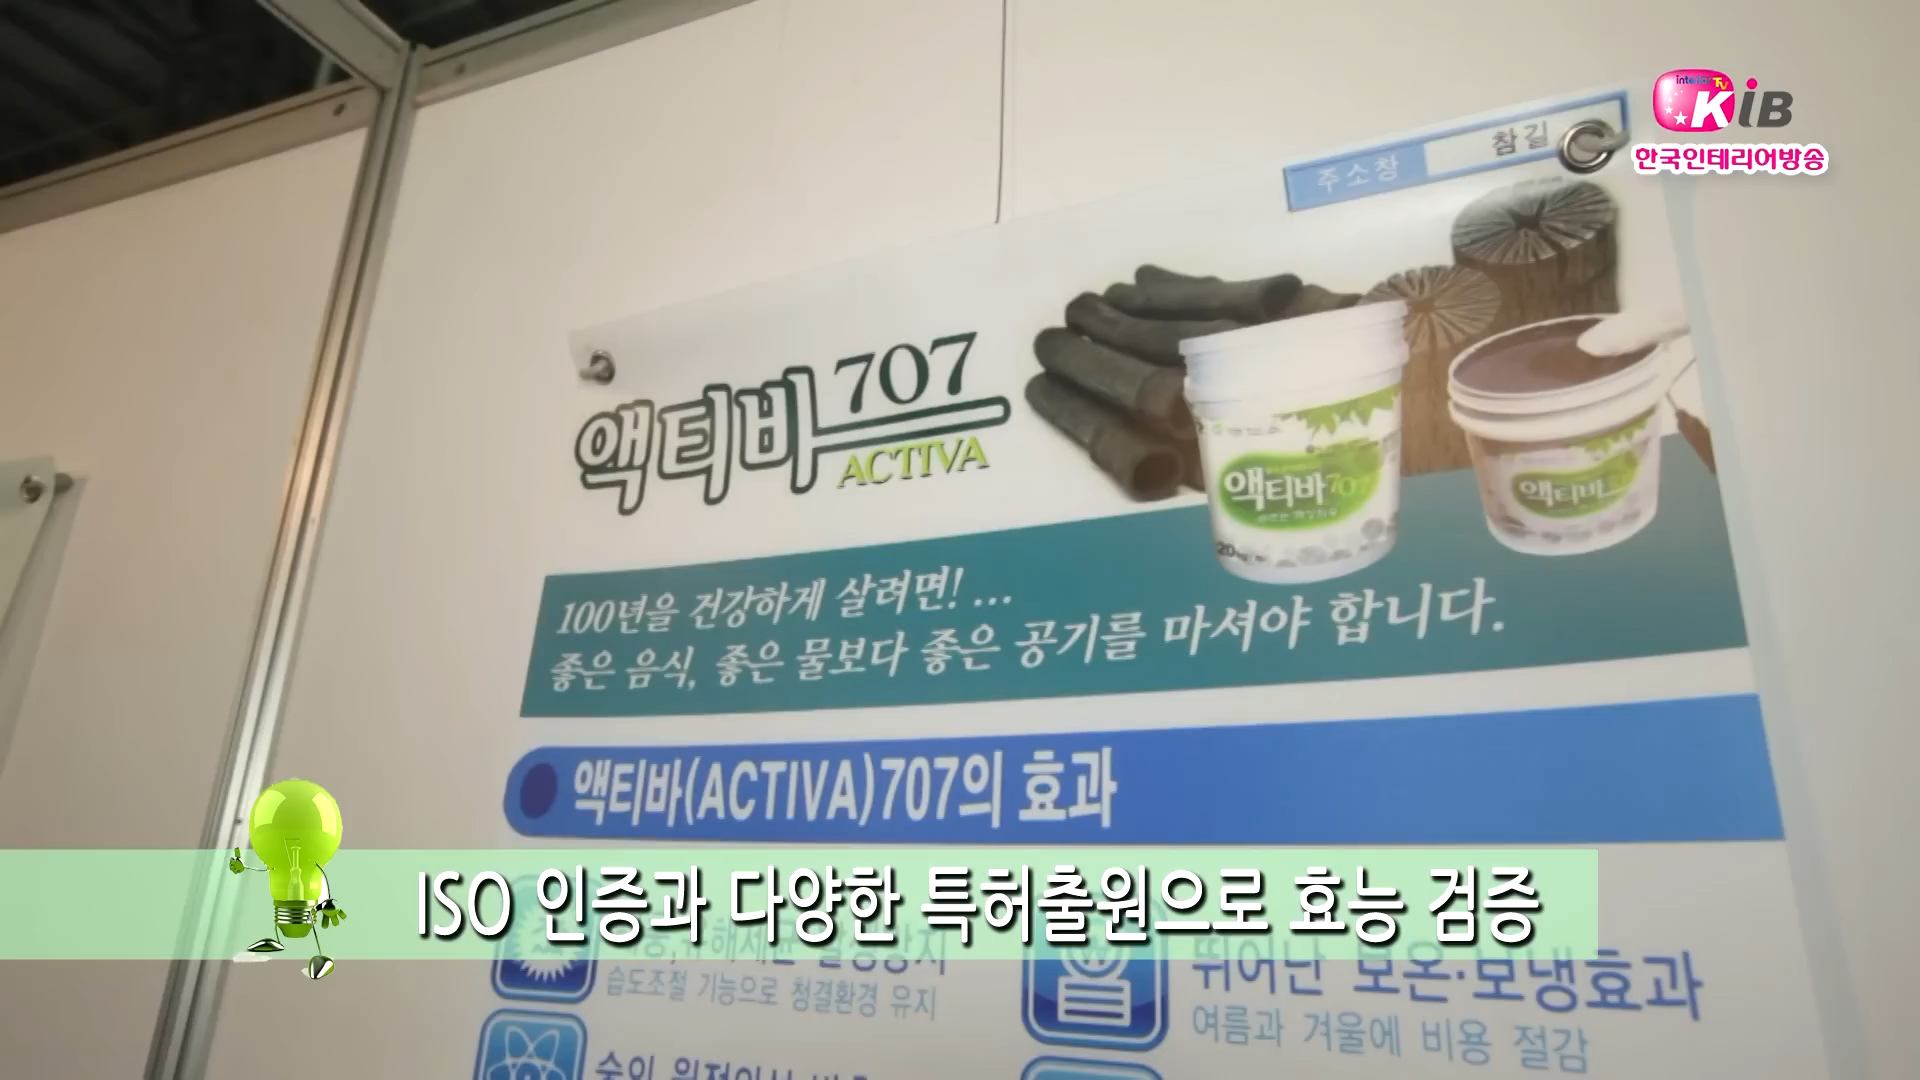 interior TV
KiB
한국인테리어방송
주소창 참길
액티바 707
ACTIVA
액티바 707
액티바
100년을 건강하게 살려면! ...
좋은 음식, 좋은 물보다 좋은 공기를 마셔야 합니다.
액티바(ACTIVA)707의 효과
ISO 인증과 다양한 특허출원으로 효능 검증
습도조절 기능으로 청결환경 유지
뛰어난 보온·보냉효과
여름과 겨울에 비용 절감